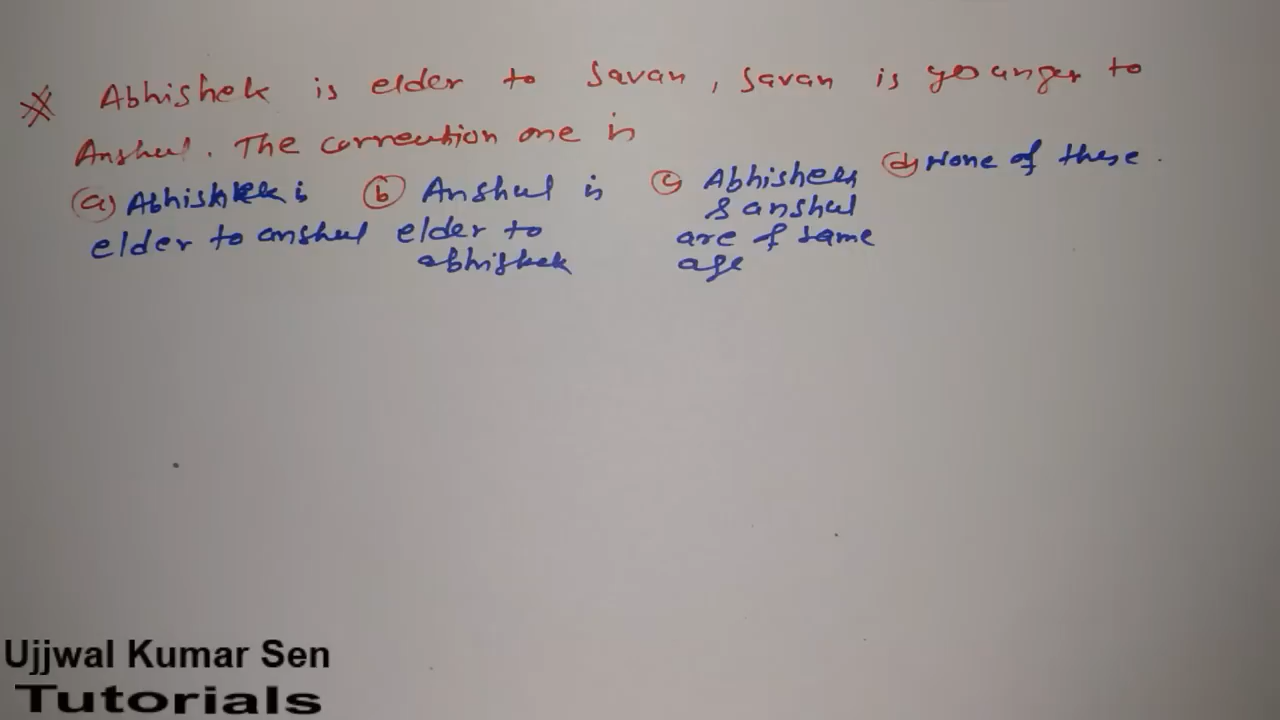 Abhishek is elder to Savan, Savan is younger to
Anshul. The correction one is
(a) Abhishek is
elder to anshul
(b) Anshul is
elder to
abhishek
(c) Abhishek
& anshul
are of same
age
(d) None of these.
Ujjwal Kumar Sen
Tutorials